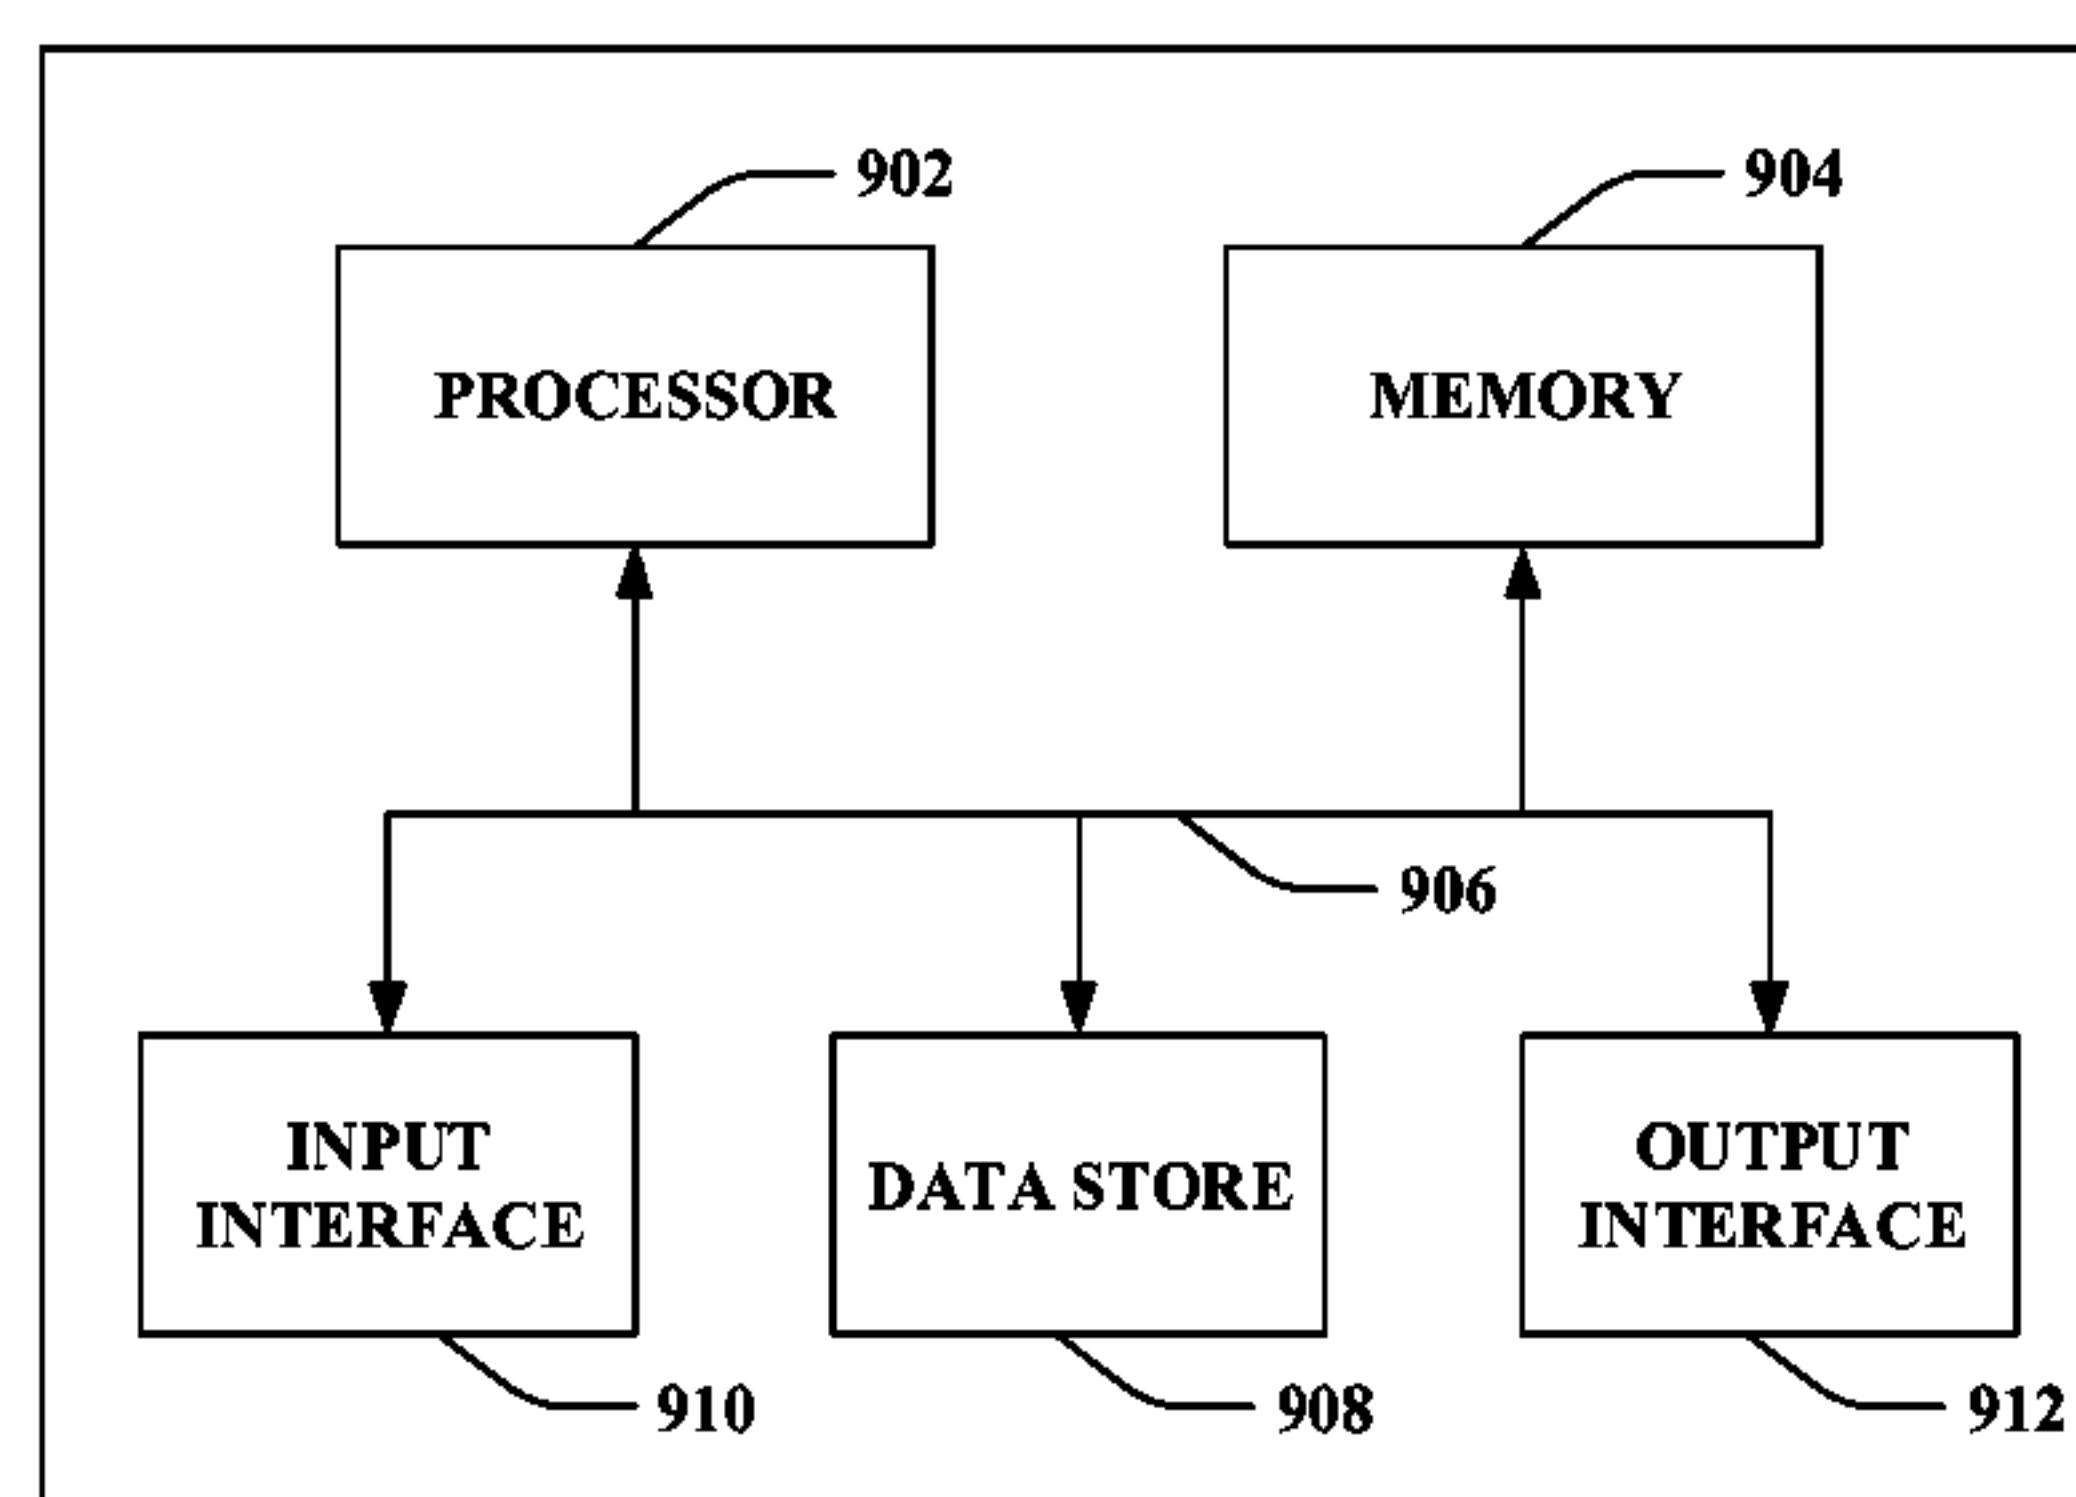 902
904
PROCESSOR
MEMORY
906
INPUT
INTERFACE
DATA STORE
OUTPUT
INTERFACE
910
908
912